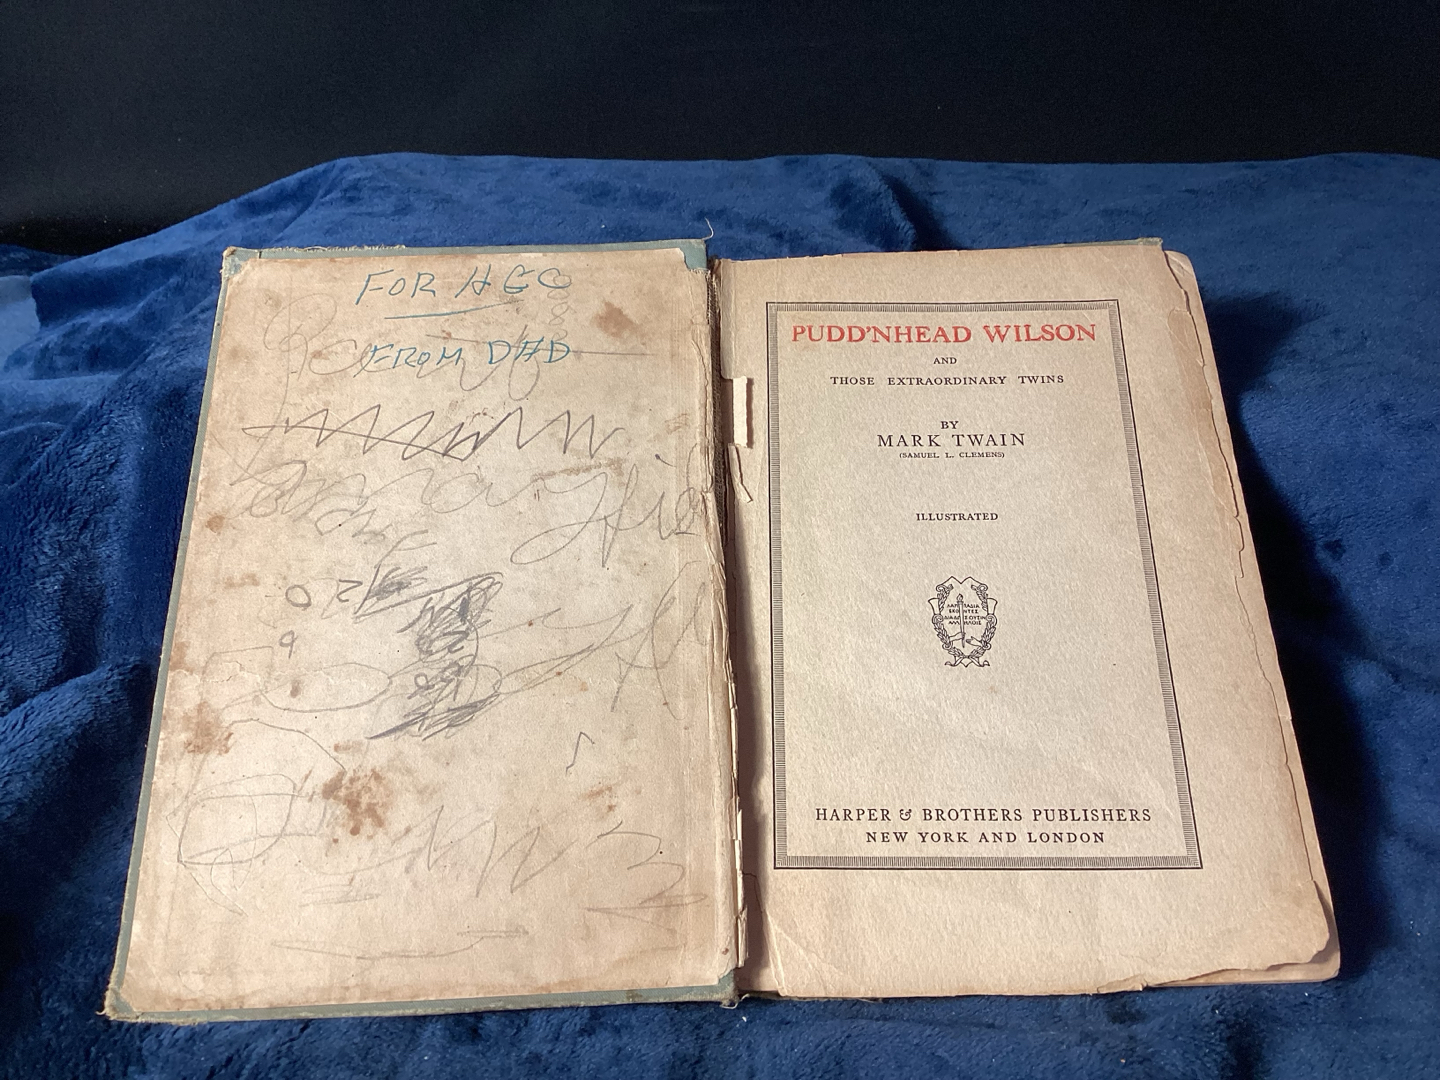 FOR HGC
FROM DAD
PUDD'NHEAD WILSON
AND
THOSE EXTRAORDINARY TWINS
BY
MARK TWAIN
(SAMUEL L. CLEMENS)
ILLUSTRATED
HARPER & BROTHERS PUBLISHERS
NEW YORK AND LONDON